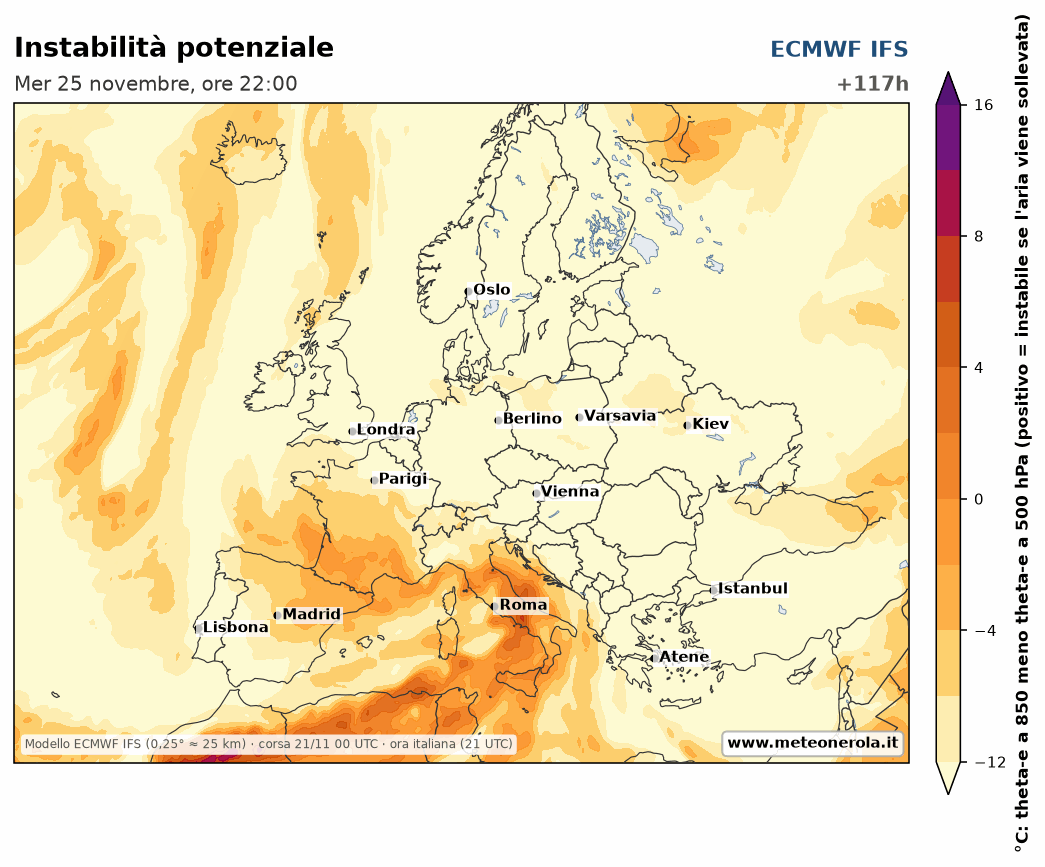 Instabilità potenziale
ECMWF IFS
Mer 25 novembre, ore 22:00
+117h
16
8
4
0
−4
−12
°C: theta-e a 850 meno theta-e a 500 hPa (positivo = instabile se l'aria viene sollevata)
Oslo
Berlino
Varsavia
Kiev
Londra
Parigi
Vienna
Istanbul
Roma
Madrid
Lisbona
Atene
Modello ECMWF IFS (0,25° ≈ 25 km) · corsa 21/11 00 UTC · ora italiana (21 UTC)
www.meteonerola.it